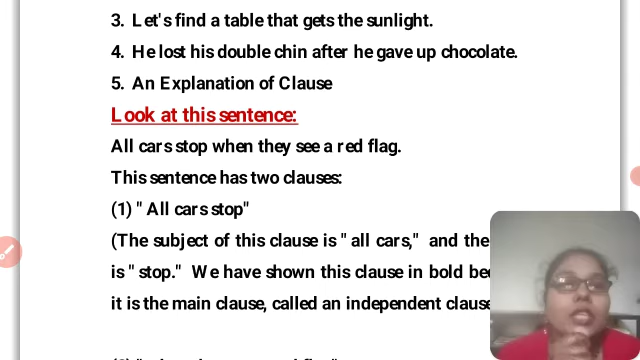 3. Let's find a table that gets the sunlight.
4. He lost his double chin after he gave up chocolate.
5. An Explanation of Clause
Look at this sentence:
All cars stop when they see a red flag.
This sentence has two clauses:
(1) " All cars stop"
(The subject of this clause is " all cars," and the
is " stop." We have shown this clause in bold
it is the main clause, called an independent clause